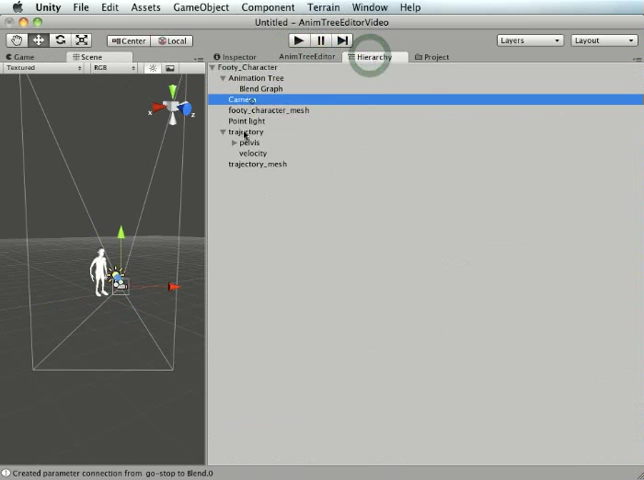 Unity File Edit Assets GameObject Component Terrain Window Help
Untitled - AnimTreeEditorVideo
Center Local Layers Layout
Game Scene Inspector AnimTreeEditor Hierarchy Project
Textured RGB
Footy_Character
Animation Tree
Blend Graph
Camera
footy_character_mesh
Point light
trajectory
pelvis
velocity
trajectory_mesh
x z
Created parameter connection from go-stop to Blend.0